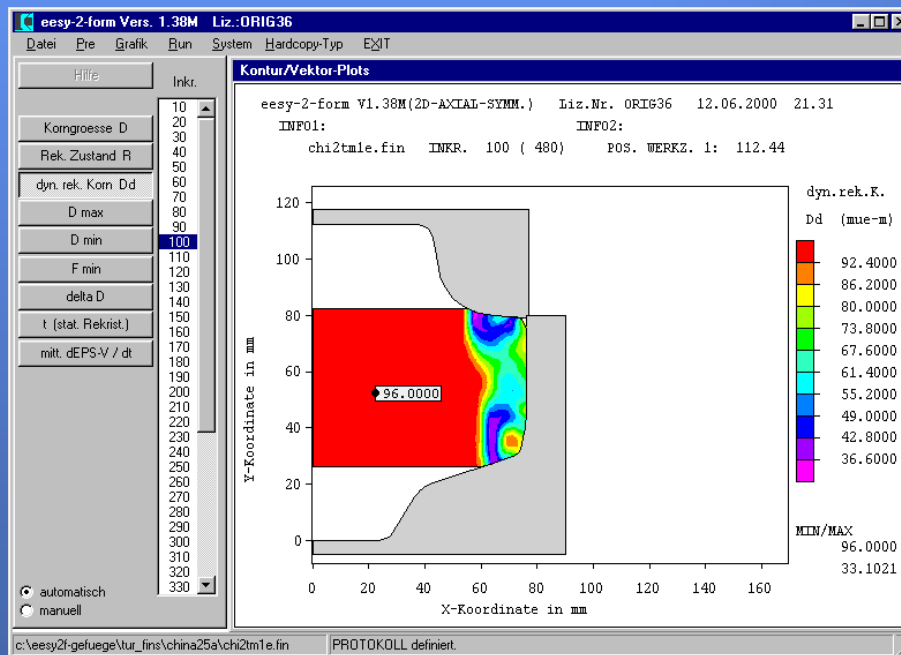 eesy-2-form Vers. 1.38M Liz.:ORIG36
Datei Pre Grafik Run System Hardcopy-Typ EXIT
Hilfe
Inkr.
Korngroesse D
Rek. Zustand R
dyn. rek. Korn Dd
D max
D min
F min
delta D
t (stat. Rekrist.)
mitt. dEPS-V / dt
10
20
30
40
50
60
70
80
90
100
110
120
130
140
150
160
170
180
190
200
210
220
230
240
250
260
270
280
290
300
310
320
330
automatisch
manuell
Kontur/Vektor-Plots
eesy-2-form V1.38M(2D-AXIAL-SYMM.) Liz.Nr. ORIG36 12.06.2000 21.31
INFO1: INFO2:
chi2tm1e.fin INKR. 100 ( 480) POS. WERKZ. 1: 112.44
120
100
80
60
40
20
0
Y-Koordinate in mm
96.0000
0 20 40 60 80 100 120 140 160
X-Koordinate in mm
dyn.rek.K.
Dd (mue-m)
92.4000
86.2000
80.0000
73.8000
67.6000
61.4000
55.2000
49.0000
42.8000
36.6000
MIN/MAX
96.0000
33.1021
c:\eesy2f-gefuege\tur_fins\china25a\chi2tm1e.fin PROTOKOLL definiert.